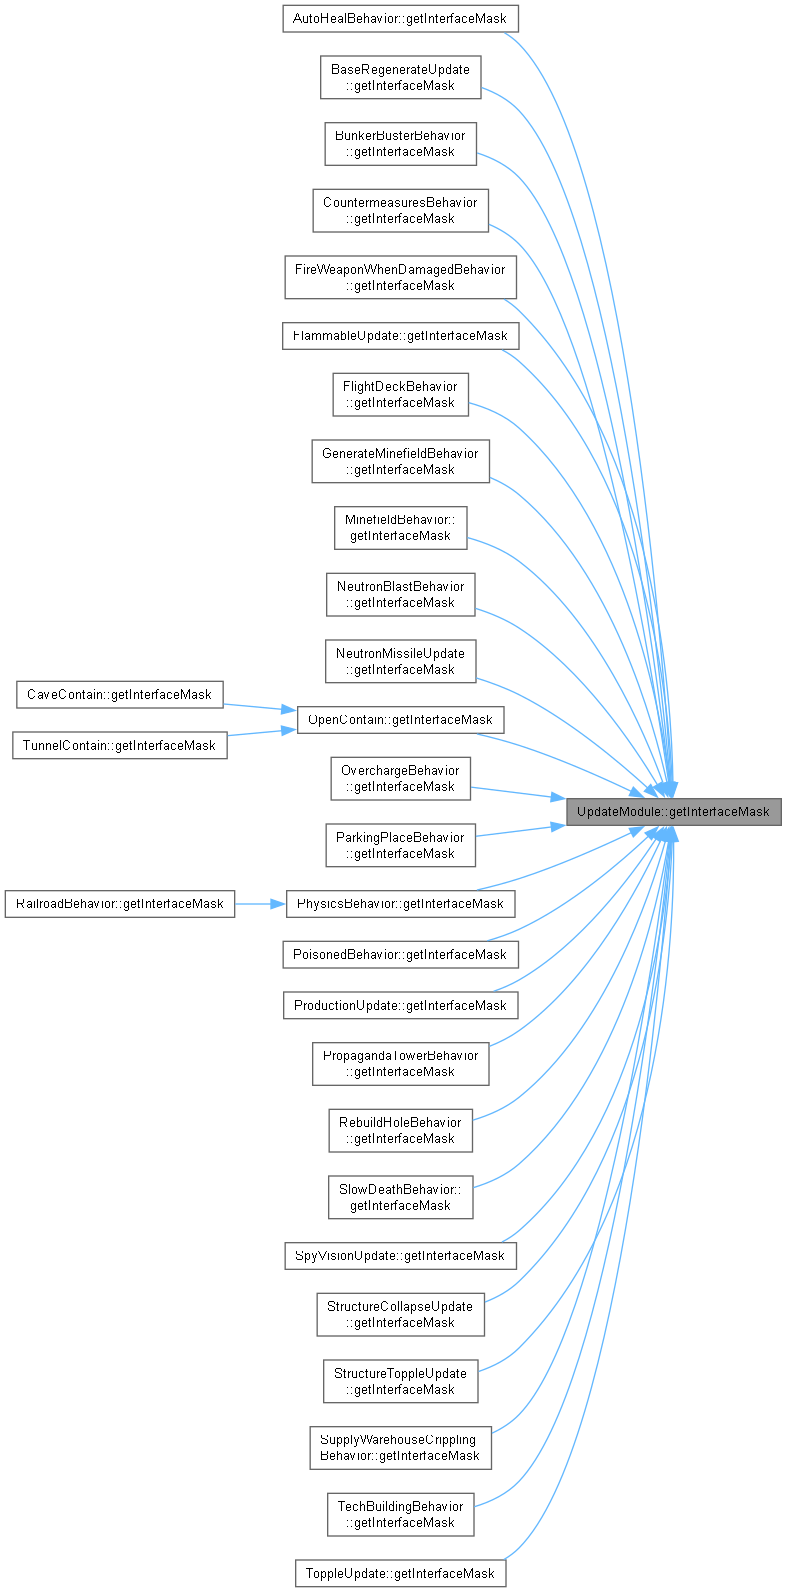 AutoHealBehavior::getInterfaceMask
BaseRegenerateUpdate
::getInterfaceMask
BunkerBusterBehavior
::getInterfaceMask
CountermeasuresBehavior
::getInterfaceMask
FireWeaponWhenDamagedBehavior
::getInterfaceMask
FlammableUpdate::getInterfaceMask
FlightDeckBehavior
::getInterfaceMask
GenerateMinefieldBehavior
::getInterfaceMask
MinefieldBehavior::
getInterfaceMask
NeutronBlastBehavior
::getInterfaceMask
NeutronMissileUpdate
::getInterfaceMask
CaveContain::getInterfaceMask
OpenContain::getInterfaceMask
TunnelContain::getInterfaceMask
OverchargeBehavior
::getInterfaceMask
UpdateModule::getInterfaceMask
ParkingPlaceBehavior
::getInterfaceMask
RailroadBehavior::getInterfaceMask
PhysicsBehavior::getInterfaceMask
PoisonedBehavior::getInterfaceMask
ProductionUpdate::getInterfaceMask
PropagandaTowerBehavior
::getInterfaceMask
RebuildHoleBehavior
::getInterfaceMask
SlowDeathBehavior::
getInterfaceMask
SpyVisionUpdate::getInterfaceMask
StructureCollapseUpdate
::getInterfaceMask
StructureToppleUpdate
::getInterfaceMask
SupplyWarehouseCrippling
Behavior::getInterfaceMask
TechBuildingBehavior
::getInterfaceMask
ToppleUpdate::getInterfaceMask